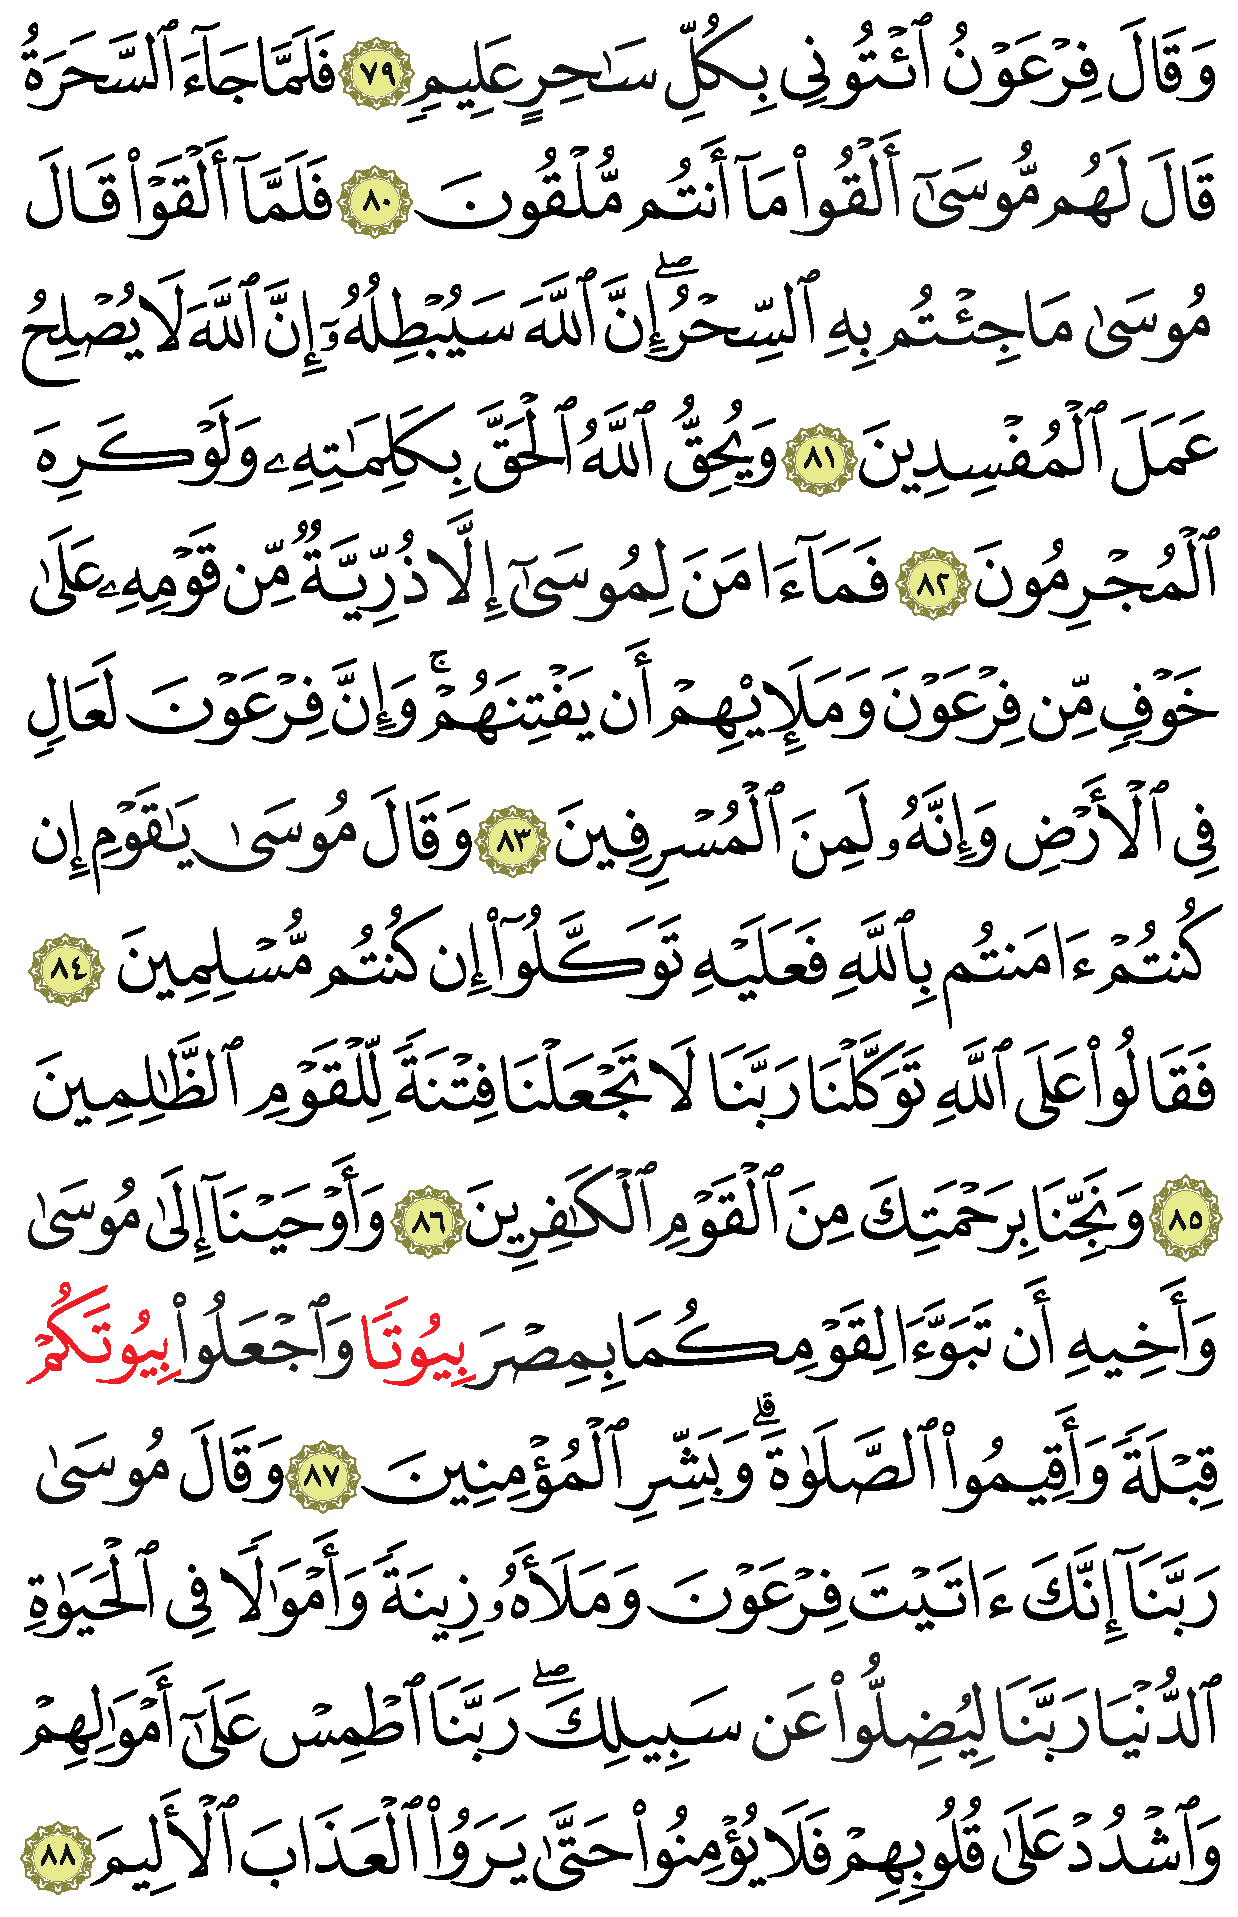 وَقَالَ فِرْعَوْنُ ٱئْتُونِى بِكُلِّ سَـٰحِرٍ عَلِيمٍ ٧٩ فَلَمَّا جَآءَ ٱلسَّحَرَةُ
قَالَ لَهُم مُّوسَىٰٓ أَلْقُوا۟ مَآ أَنتُم مُّلْقُونَ ٨٠ فَلَمَّآ أَلْقَوْا۟ قَالَ
مُوسَىٰ مَا جِئْتُم بِهِ ٱلسِّحْرُ ۖ إِنَّ ٱللَّهَ سَيُبْطِلُهُۥٓ إِنَّ ٱللَّهَ لَا يُصْلِحُ
عَمَلَ ٱلْمُفْسِدِينَ ٨١ وَيُحِقُّ ٱللَّهُ ٱلْحَقَّ بِكَلِمَـٰتِهِۦ وَلَوْ كَرِهَ
ٱلْمُجْرِمُونَ ٨٢ فَمَآ ءَامَنَ لِمُوسَىٰٓ إِلَّا ذُرِّيَّةٌ مِّن قَوْمِهِۦ عَلَىٰ
خَوْفٍ مِّن فِرْعَوْنَ وَمَلَإِي۟هِمْ أَن يَفْتِنَهُمْ ۚ وَإِنَّ فِرْعَوْنَ لَعَالٍ
فِى ٱلْأَرْضِ وَإِنَّهُۥ لَمِنَ ٱلْمُسْرِفِينَ ٨٣ وَقَالَ مُوسَىٰ يَـٰقَوْمِ إِن
كُنتُمْ ءَامَنتُم بِٱللَّهِ فَعَلَيْهِ تَوَكَّلُوٓا۟ إِن كُنتُم مُّسْلِمِينَ ٨٤
فَقَالُوا۟ عَلَى ٱللَّهِ تَوَكَّلْنَا رَبَّنَا لَا تَجْعَلْنَا فِتْنَةً لِّلْقَوْمِ ٱلظَّـٰلِمِينَ
٨٥ وَنَجِّنَا بِرَحْمَتِكَ مِنَ ٱلْقَوْمِ ٱلْكَـٰفِرِينَ ٨٦ وَأَوْحَيْنَآ إِلَىٰ مُوسَىٰ
وَأَخِيهِ أَن تَبَوَّءَا لِقَوْمِكُمَا بِمِصْرَ بِيُوتًا وَٱجْعَلُوا۟ بِيُوتَكُمْ
قِبْلَةً وَأَقِيمُوا۟ ٱلصَّلَوٰةَ ۗ وَبَشِّرِ ٱلْمُؤْمِنِينَ ٨٧ وَقَالَ مُوسَىٰ
رَبَّنَآ إِنَّكَ ءَاتَيْتَ فِرْعَوْنَ وَمَلَأَهُۥ زِينَةً وَأَمْوَٰلًا فِى ٱلْحَيَوٰةِ
ٱلدُّنْيَا رَبَّنَا لِيُضِلُّوا۟ عَن سَبِيلِكَ ۖ رَبَّنَا ٱطْمِسْ عَلَىٰٓ أَمْوَٰلِهِمْ
وَٱشْدُدْ عَلَىٰ قُلُوبِهِمْ فَلَا يُؤْمِنُوا۟ حَتَّىٰ يَرَوُا۟ ٱلْعَذَابَ ٱلْأَلِيمَ ٨٨